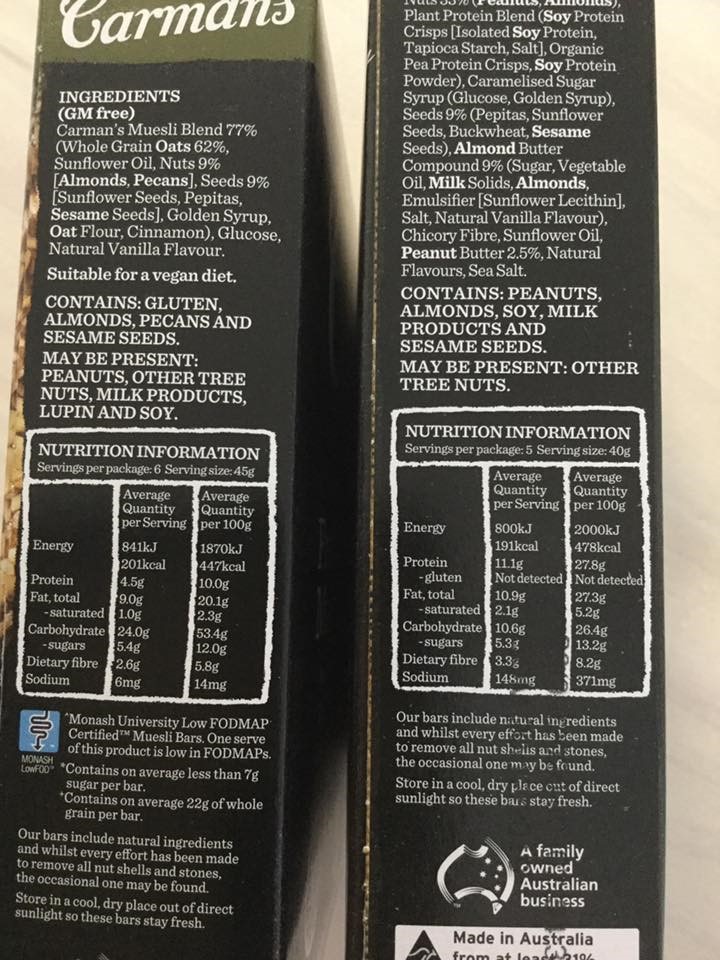 Carman's
INGREDIENTS
(GM free)
Carman's Muesli Blend 77%
(Whole Grain Oats 62%,
Sunflower Oil, Nuts 9%
[Almonds, Pecans], Seeds 9%
[Sunflower Seeds, Pepitas,
Sesame Seeds], Golden Syrup,
Oat Flour, Cinnamon), Glucose,
Natural Vanilla Flavour.
Suitable for a vegan diet.
CONTAINS: GLUTEN,
ALMONDS, PECANS AND
SESAME SEEDS.
MAY BE PRESENT:
PEANUTS, OTHER TREE
NUTS, MILK PRODUCTS,
LUPIN AND SOY.
NUTRITION INFORMATION
Servings per package: 6 Serving size: 45g
Average Quantity per Serving Average Quantity per 100g
Energy 841kJ 1870kJ
201kcal 447kcal
Protein 4.5g 10.0g
Fat, total 9.0g 20.1g
-saturated 1.0g 2.3g
Carbohydrate 24.0g 53.4g
-sugars 5.4g 12.0g
Dietary fibre 2.6g 5.8g
Sodium 6mg 14mg
MONASH
LowFOD™
^Monash University Low FODMAP
Certified™ Muesli Bars. One serve
of this product is low in FODMAPs.
*Contains on average less than 7g
sugar per bar.
+Contains on average 22g of whole
grain per bar.
Our bars include natural ingredients
and whilst every effort has been made
to remove all nut shells and stones,
the occasional one may be found.
Store in a cool, dry place out of direct
sunlight so these bars stay fresh.
Nuts 33% (Peanuts, Almonds),
Plant Protein Blend (Soy Protein
Crisps [Isolated Soy Protein,
Tapioca Starch, Salt], Organic
Pea Protein Crisps, Soy Protein
Powder), Caramelised Sugar
Syrup (Glucose, Golden Syrup),
Seeds 9% (Pepitas, Sunflower
Seeds, Buckwheat, Sesame
Seeds), Almond Butter
Compound 9% (Sugar, Vegetable
Oil, Milk Solids, Almonds,
Emulsifier [Sunflower Lecithin],
Salt, Natural Vanilla Flavour),
Chicory Fibre, Sunflower Oil,
Peanut Butter 2.5%, Natural
Flavours, Sea Salt.
CONTAINS: PEANUTS,
ALMONDS, SOY, MILK
PRODUCTS AND
SESAME SEEDS.
MAY BE PRESENT: OTHER
TREE NUTS.
NUTRITION INFORMATION
Servings per package: 5 Serving size: 40g
Average Quantity per Serving Average Quantity per 100g
Energy 800kJ 2000kJ
191kcal 478kcal
Protein 11.1g 27.8g
-gluten Not detected Not detected
Fat, total 10.9g 27.3g
-saturated 2.1g 5.2g
Carbohydrate 10.6g 26.4g
-sugars 5.3g 13.2g
Dietary fibre 3.3g 8.2g
Sodium 148mg 371mg
Our bars include natural ingredients
and whilst every effort has been made
to remove all nut shells and stones,
the occasional one may be found.
Store in a cool, dry place out of direct
sunlight so these bars stay fresh.
A family
owned
Australian
business
Made in Australia
from at least